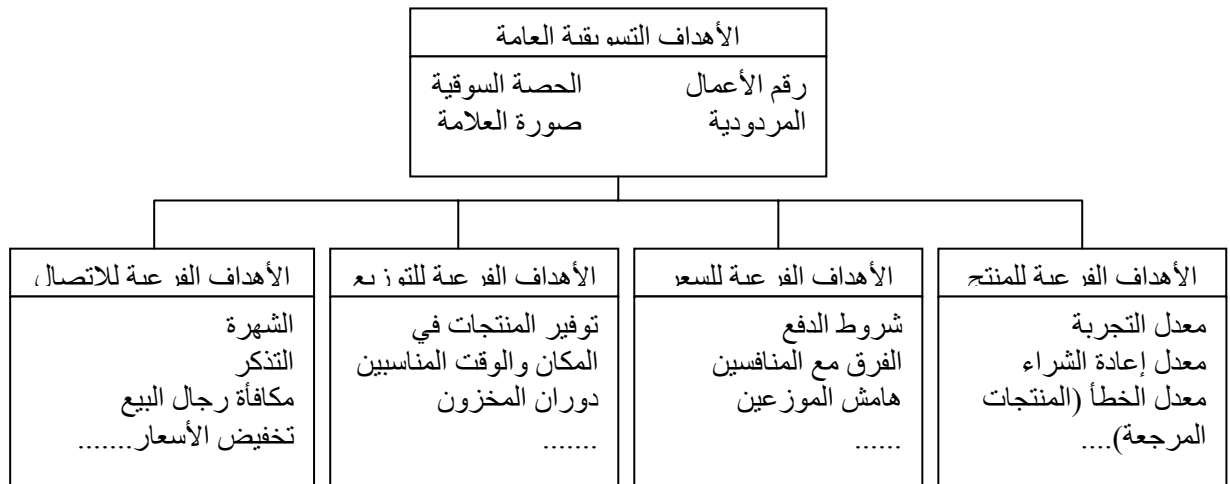 الأهداف التسويقية العامة
رقم الأعمال الحصة السوقية
المردودية صورة العلامة
الأهداف الفرعية للمنتج
معدل التجربة
معدل إعادة الشراء
معدل الخطأ (المنتجات
المرجعة)....
الأهداف الفرعية للسعر
شروط الدفع
الفرق مع المنافسين
هامش الموزعين
......
الأهداف الفرعية للتوزيع
توفير المنتجات في
المكان والوقت المناسبين
دوران المخزون
.......
الأهداف الفرعية للاتصال
الشهرة
التذكر
مكافأة رجال البيع
تخفيض الأسعار.......